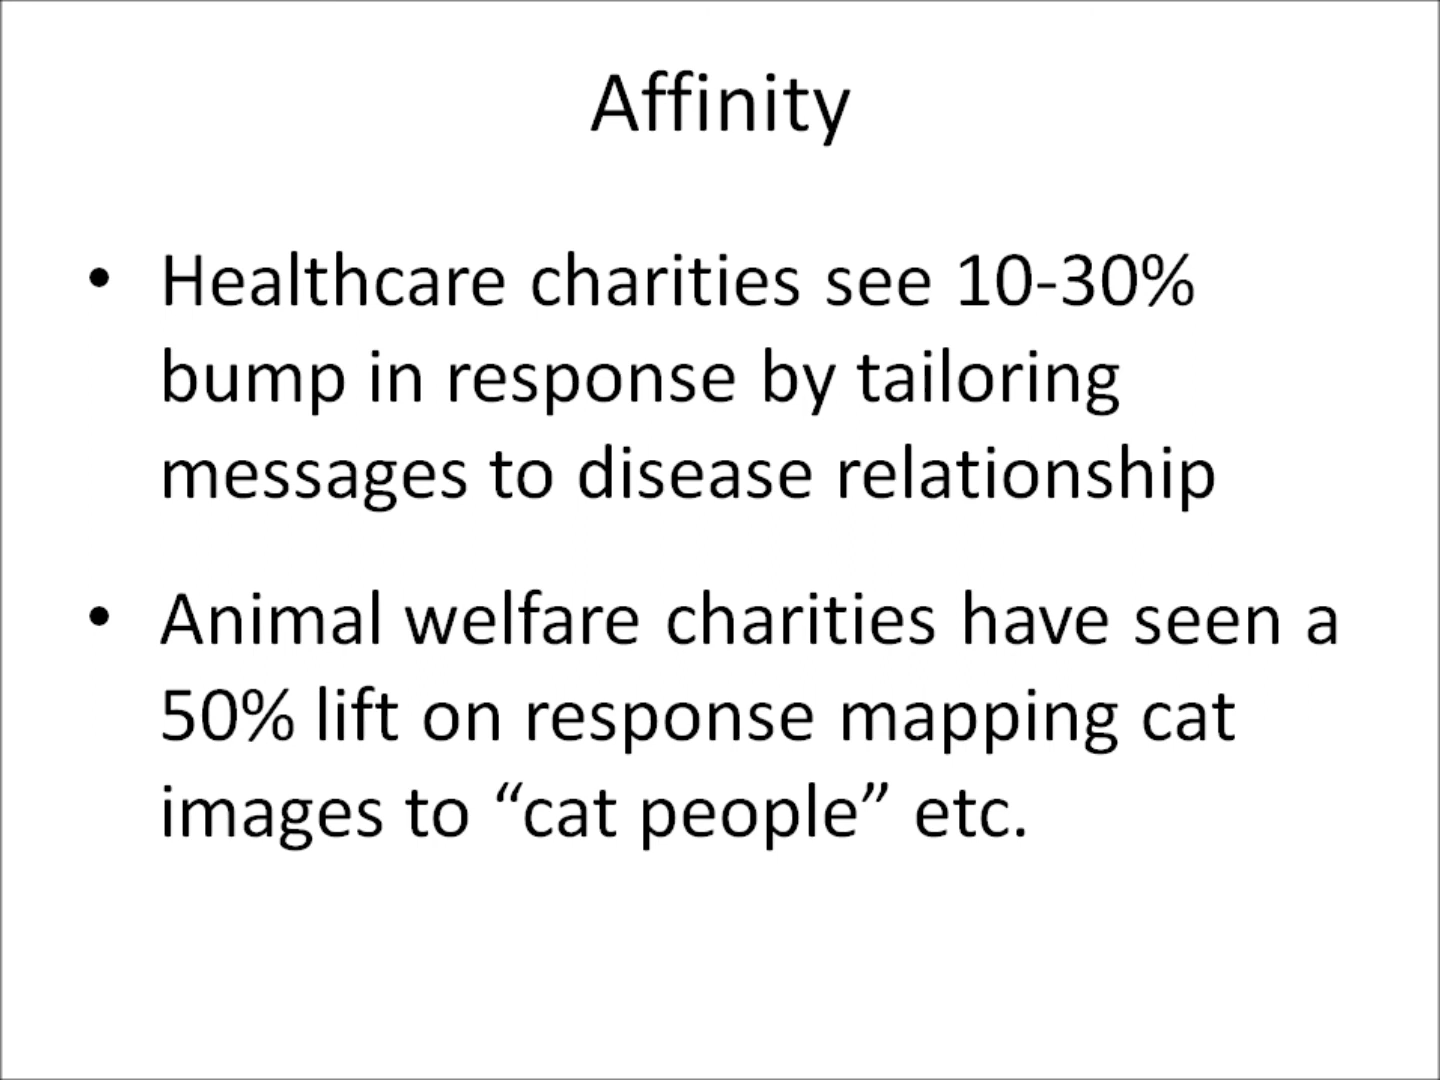 Affinity
• Healthcare charities see 10-30%
bump in response by tailoring
messages to disease relationship
• Animal welfare charities have seen a
50% lift on response mapping cat
images to “cat people” etc.